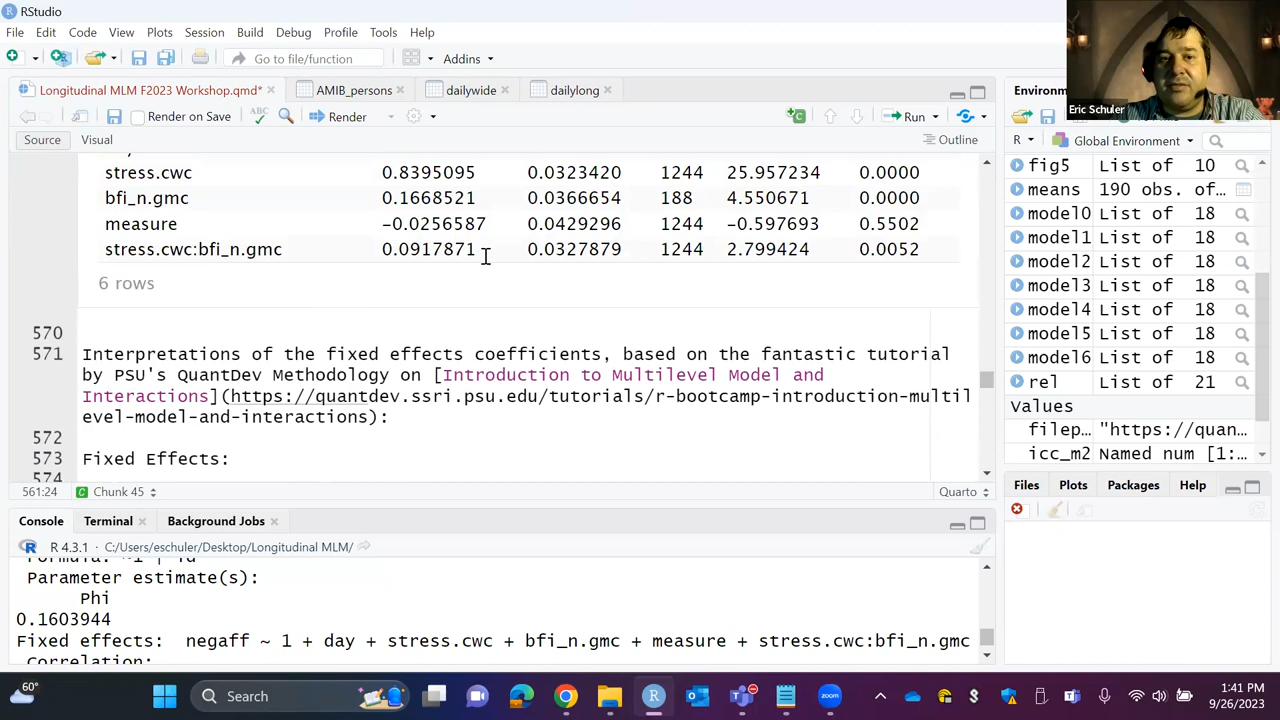 RStudio
File Edit Code View Plots Session Build Debug Profile Tools Help
Go to file/function
Addins
Eric Schuler
Longitudinal MLM F2023 Workshop.qmd*
AMIB_persons
dailywide
dailylong
Environm
Render on Save
ABC
Render
Run
R
Global Environment
Source
Visual
Outline
stress.cwc 0.8395095 0.0323420 1244 25.957234 0.0000
bfi_n.gmc 0.1668521 0.0366654 188 4.550671 0.0000
measure −0.0256587 0.0429296 1244 −0.597693 0.5502
stress.cwc:bfi_n.gmc 0.0917871 0.0327879 1244 2.799424 0.0052
6 rows
570
571 Interpretations of the fixed effects coefficients, based on the fantastic tutorial
by PSU's QuantDev Methodology on [Introduction to Multilevel Model and
Interactions](https://quantdev.ssri.psu.edu/tutorials/r-bootcamp-introduction-multil
evel-model-and-interactions):
572
573 Fixed Effects:
574
561:24
C
Chunk 45
Quarto
fig5 List of 10
means 190 obs. of…
model0 List of 18
model1 List of 18
model2 List of 18
model3 List of 18
model4 List of 18
model5 List of 18
model6 List of 18
rel List of 21
Values
filep… "https://quan…
icc_m2 Named num [1:…
Files Plots Packages Help
Console Terminal Background Jobs
R 4.3.1 · C:/Users/eschuler/Desktop/Longitudinal MLM/
Formula: ~1 | id
Parameter estimate(s):
Phi
0.1603944
Fixed effects: negaff ~ 1 + day + stress.cwc + bfi_n.gmc + measure + stress.cwc:bfi_n.gmc
Correlation:
60°
Search
1:41 PM
9/26/2023